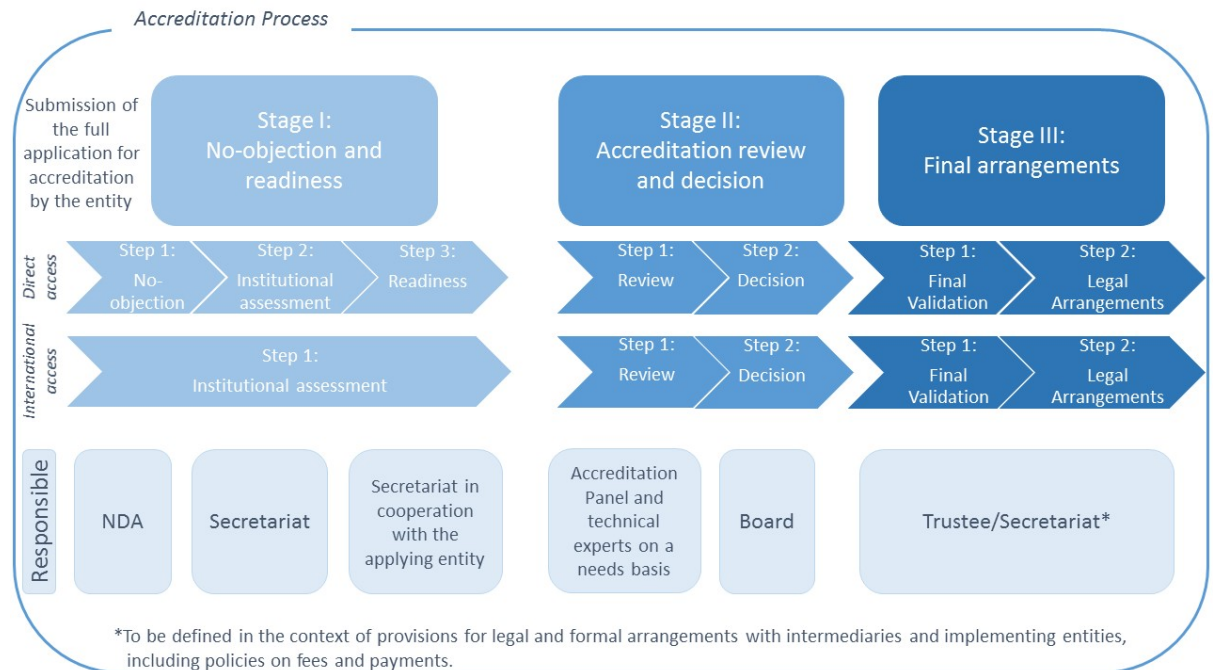 Accreditation Process
Submission of
the full
application for
accreditation
by the entity
Stage I:
No-objection and
readiness
Stage II:
Accreditation review
and decision
Stage III:
Final arrangements
Direct
access
Step 1:
No-
objection
Step 2:
Institutional
assessment
Step 3:
Readiness
Step 1:
Review
Step 2:
Decision
Step 1:
Final
Validation
Step 2:
Legal
Arrangements
International
access
Step 1:
Institutional assessment
Step 1:
Review
Step 2:
Decision
Step 1:
Final
Validation
Step 2:
Legal
Arrangements
Responsible
NDA
Secretariat
Secretariat in
cooperation
with the
applying entity
Accreditation
Panel and
technical
experts on a
needs basis
Board
Trustee/Secretariat*
*To be defined in the context of provisions for legal and formal arrangements with intermediaries and implementing entities,
including policies on fees and payments.